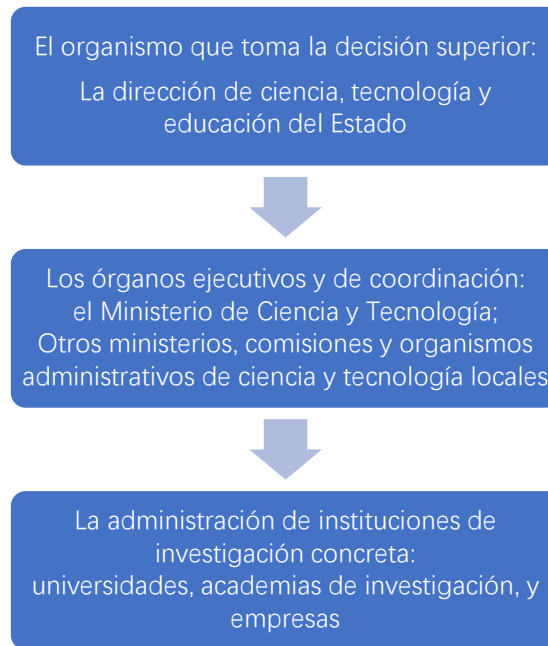 El organismo que toma la decisión superior:
La dirección de ciencia, tecnología y
educación del Estado
Los órganos ejecutivos y de coordinación:
el Ministerio de Ciencia y Tecnología;
Otros ministerios, comisiones y organismos
administrativos de ciencia y tecnología locales
La administración de instituciones de
investigación concreta:
universidades, academias de investigación, y
empresas